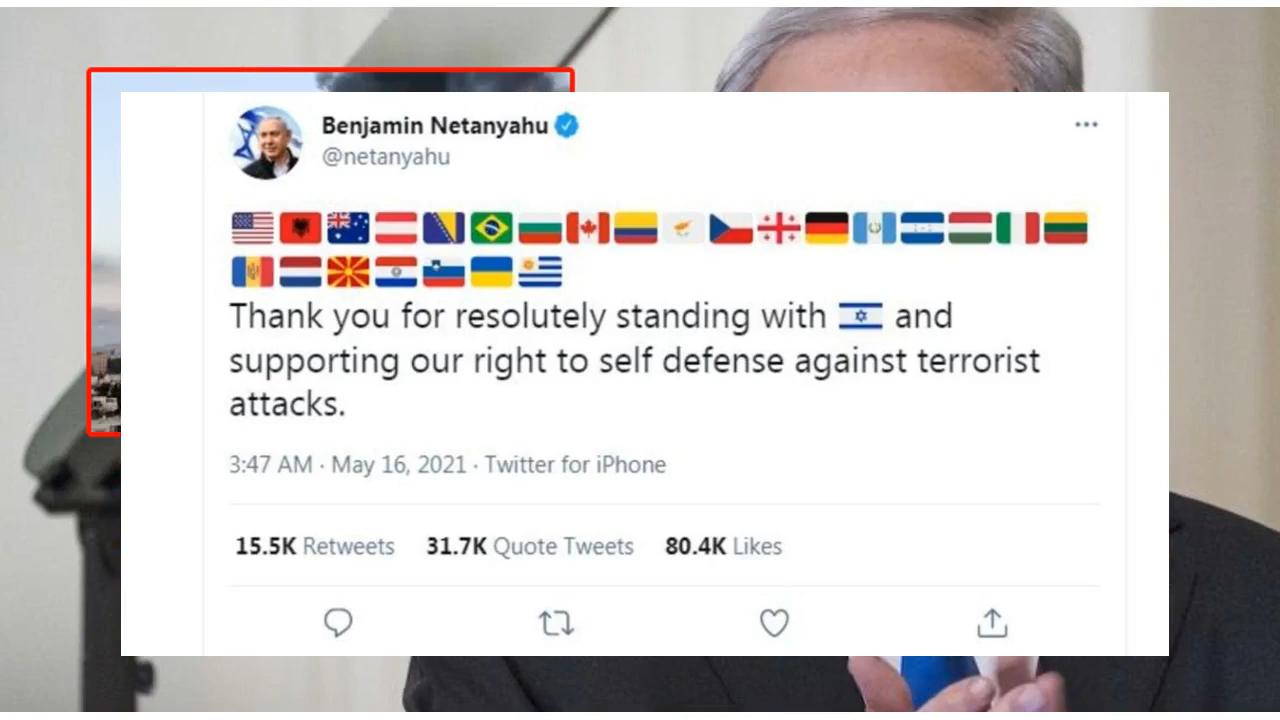 Benjamin Netanyahu
@netanyahu
🇺🇸🇦🇱🇦🇺🇦🇹🇧🇦🇧🇷🇧🇬🇨🇦🇨🇴🇨🇾🇨🇿🇬🇪🇩🇪🇬🇹🇭🇳🇭🇺🇮🇹🇱🇹
🇲🇩🇳🇱🇲🇰🇵🇾🇸🇮🇺🇦🇺🇾
Thank you for resolutely standing with 🇮🇱 and
supporting our right to self defense against terrorist
attacks.
3:47 AM · May 16, 2021 · Twitter for iPhone
15.5K Retweets 31.7K Quote Tweets 80.4K Likes